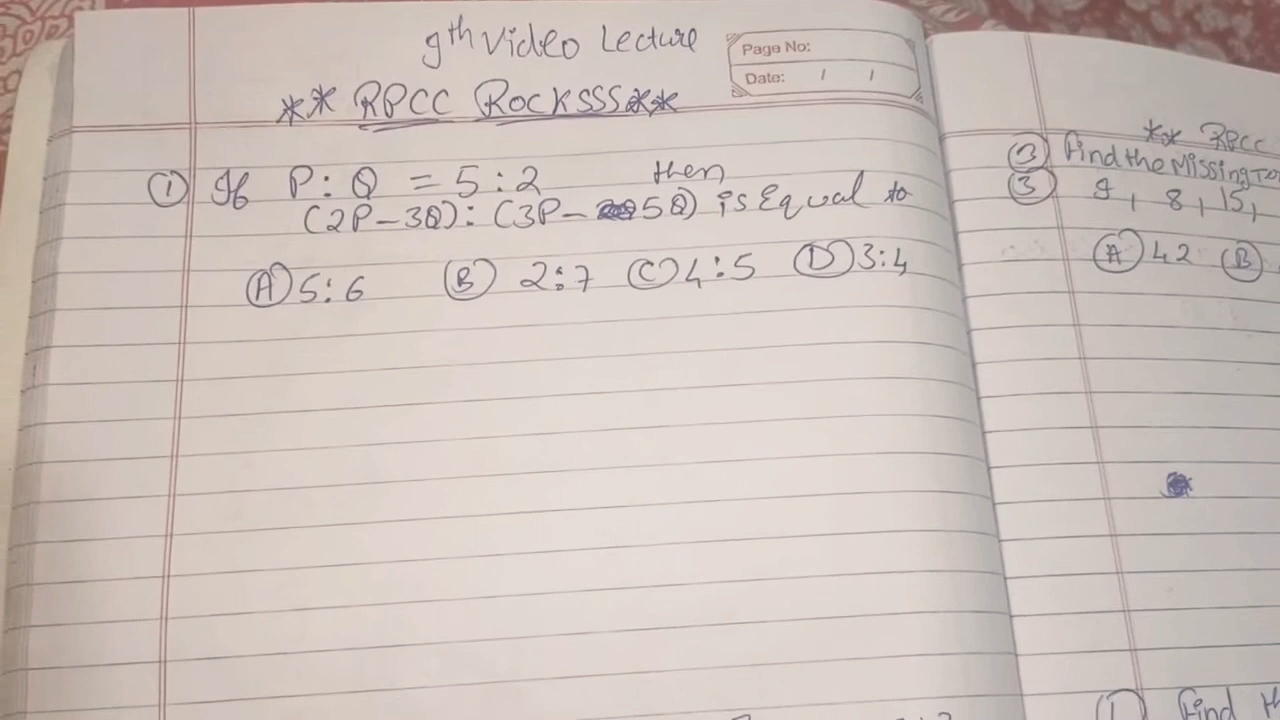 9th Video Lecture
Page No:
Date: / /
** RPCC RockSSS**
① If P:Q = 5:2 then
(2P-3Q):(3P-5Q) is Equal to
Ⓐ 5:6 Ⓑ 2:7 Ⓒ 4:5 Ⓓ 3:4
** RPCC
Find the Missing
③ 9, 8, 15,
Ⓐ 42 Ⓑ
① Find